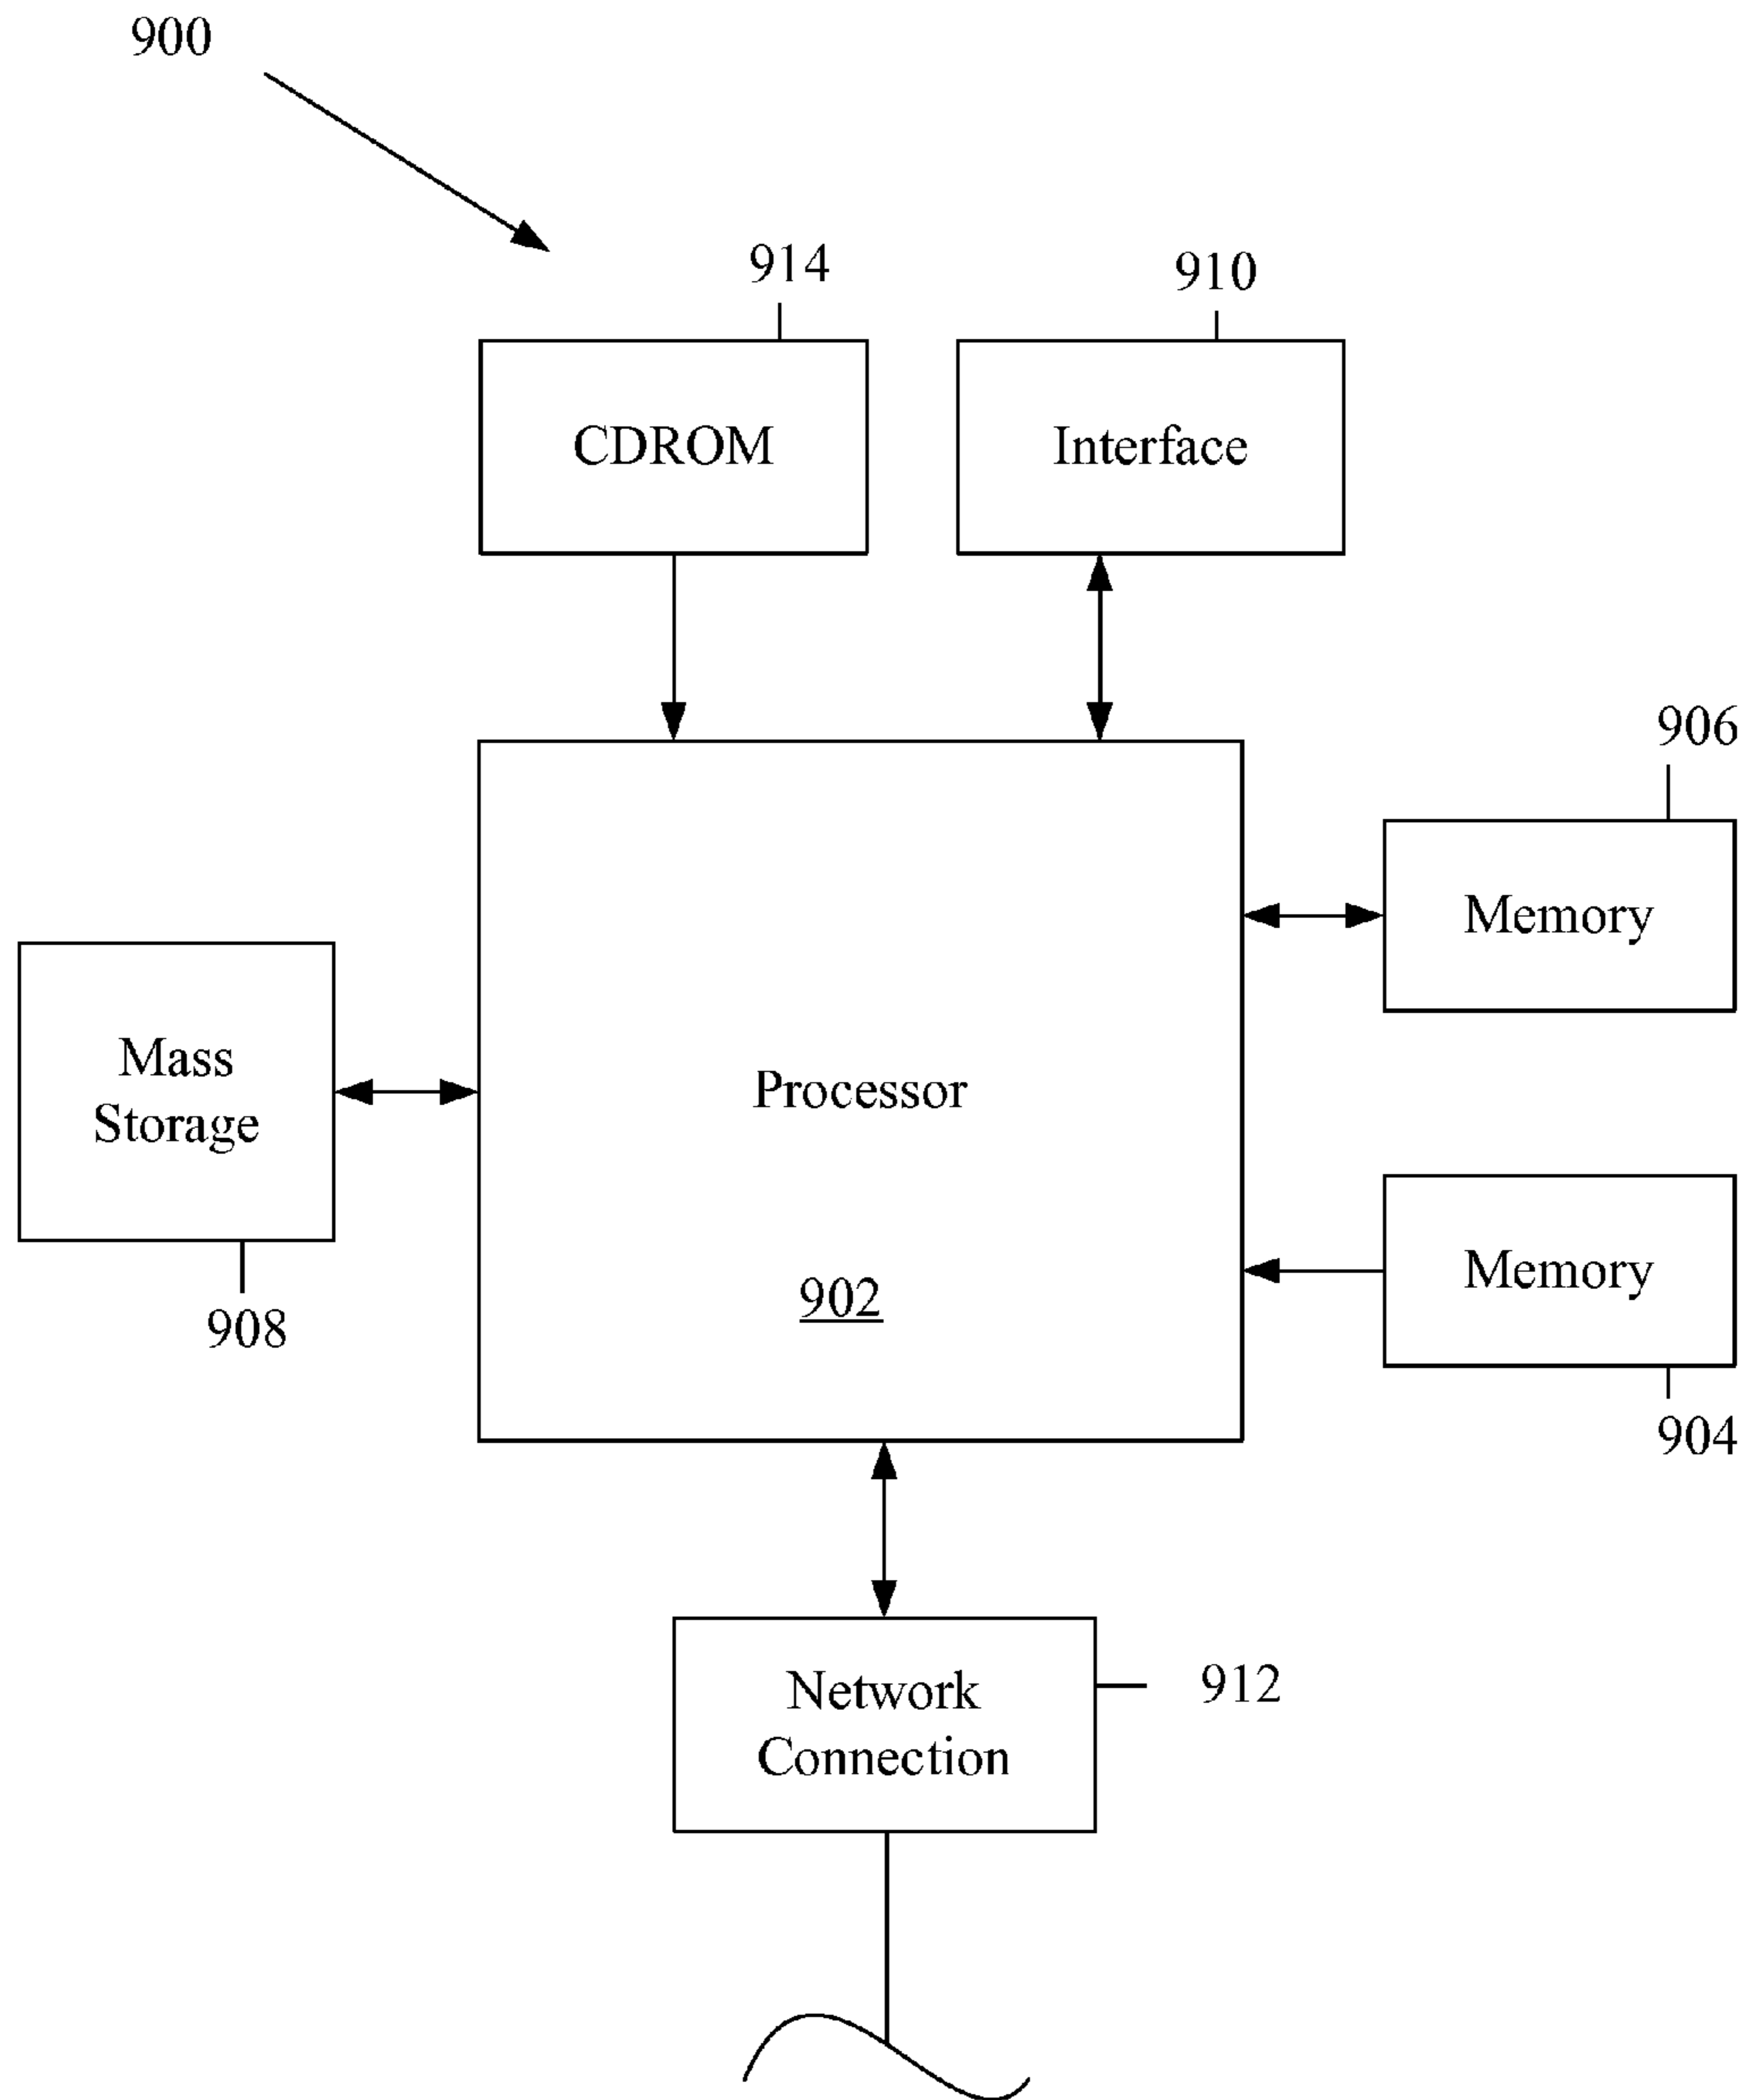 900
914
910
CDROM
Interface
906
Memory
Mass
Storage
Processor
902
908
Memory
904
Network
Connection
912